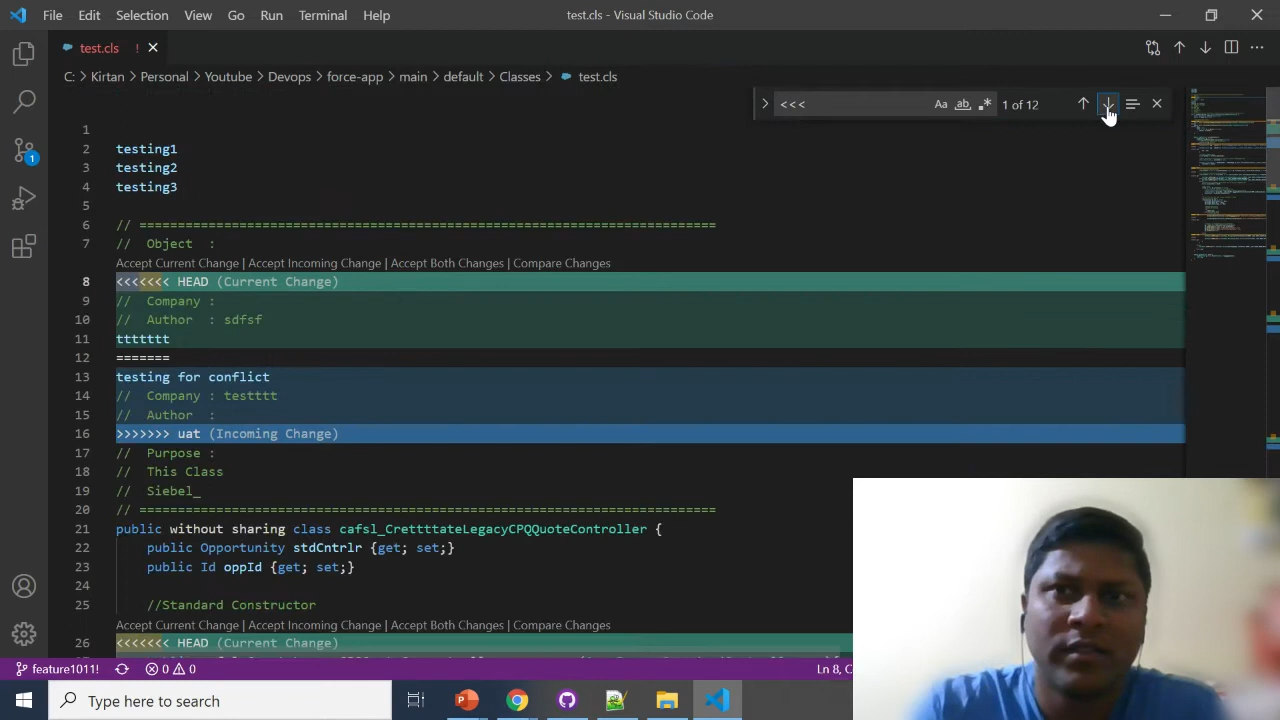 File Edit Selection View Go Run Terminal Help test.cls - Visual Studio Code
test.cls !
C: > Kirtan > Personal > Youtube > Devops > force-app > main > default > Classes > test.cls
<<< Aa ab. .* 1 of 12
1
2 testing1
3 testing2
4 testing3
5
6 // ===========================================================================
7 // Object :
Accept Current Change | Accept Incoming Change | Accept Both Changes | Compare Changes
8 <<<<<<< HEAD (Current Change)
9 // Company :
10 // Author : sdfsf
11 ttttttt
12 =======
13 testing for conflict
14 // Company : testttt
15 // Author :
16 >>>>>>> uat (Incoming Change)
17 // Purpose :
18 // This Class
19 // Siebel_
20 // ===========================================================================
21 public without sharing class cafsl_CrettttateLegacyCPQQuoteController {
22 public Opportunity stdCntrlr {get; set;}
23 public Id oppId {get; set;}
24
25 //Standard Constructor
Accept Current Change | Accept Incoming Change | Accept Both Changes | Compare Changes
26 <<<<<<< HEAD (Current Change)
1
feature1011! 0 0 Ln 8, C
Type here to search